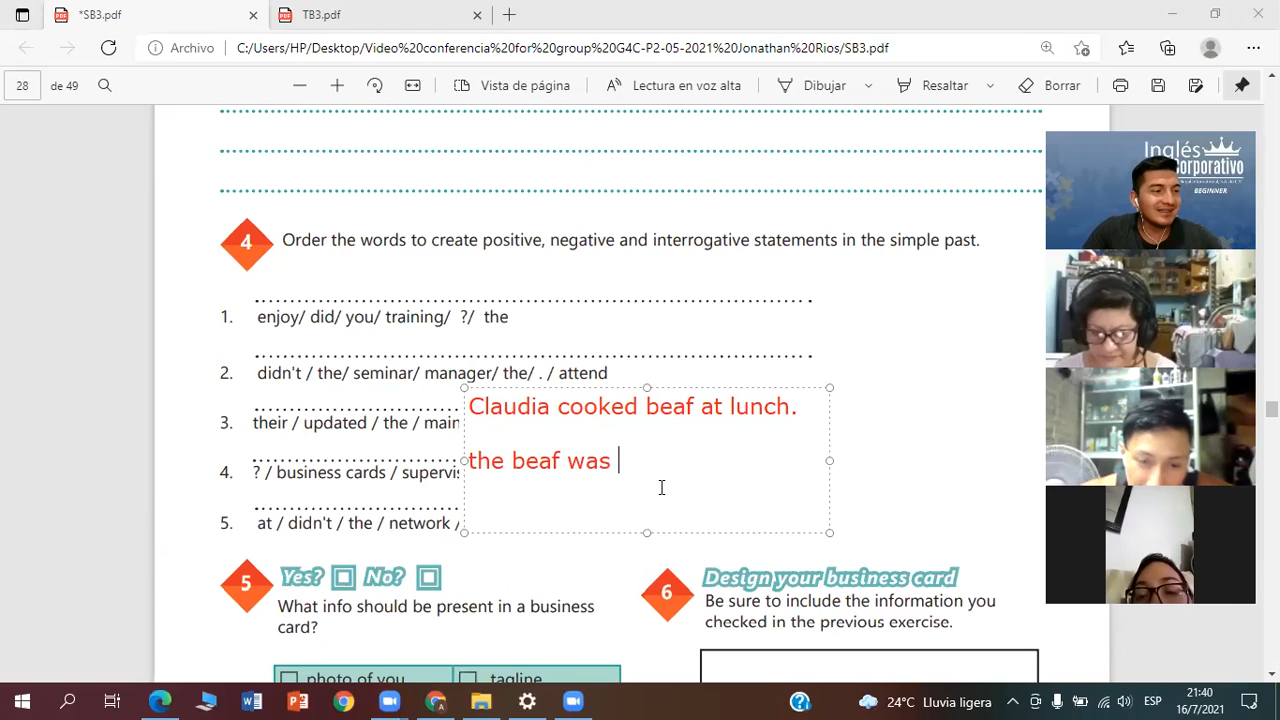 *SB3.pdf
TB3.pdf
Archivo
C:/Users/HP/Desktop/Video%20conferencia%20for%20group%20G4C-P2-05-2021%20Jonathan%20Rios/SB3.pdf
28 de 49
Vista de página
Lectura en voz alta
Dibujar
Resaltar
Borrar
4 Order the words to create positive, negative and interrogative statements in the simple past.
1. enjoy/ did/ you/ training/ ?/ the
2. didn't / the/ seminar/ manager/ the/ . / attend
Claudia cooked beaf at lunch.
3. their / updated / the / main
the beaf was
4. ? / business cards / supervis
5. at / didn't / the / network /
5 Yes? No?
What info should be present in a business
card?
photo of you
tagline
6 Design your business card
Be sure to include the information you
checked in the previous exercise.
Inglés
Corporativo
BEGINNER
24°C Lluvia ligera
ESP
21:40
16/7/2021